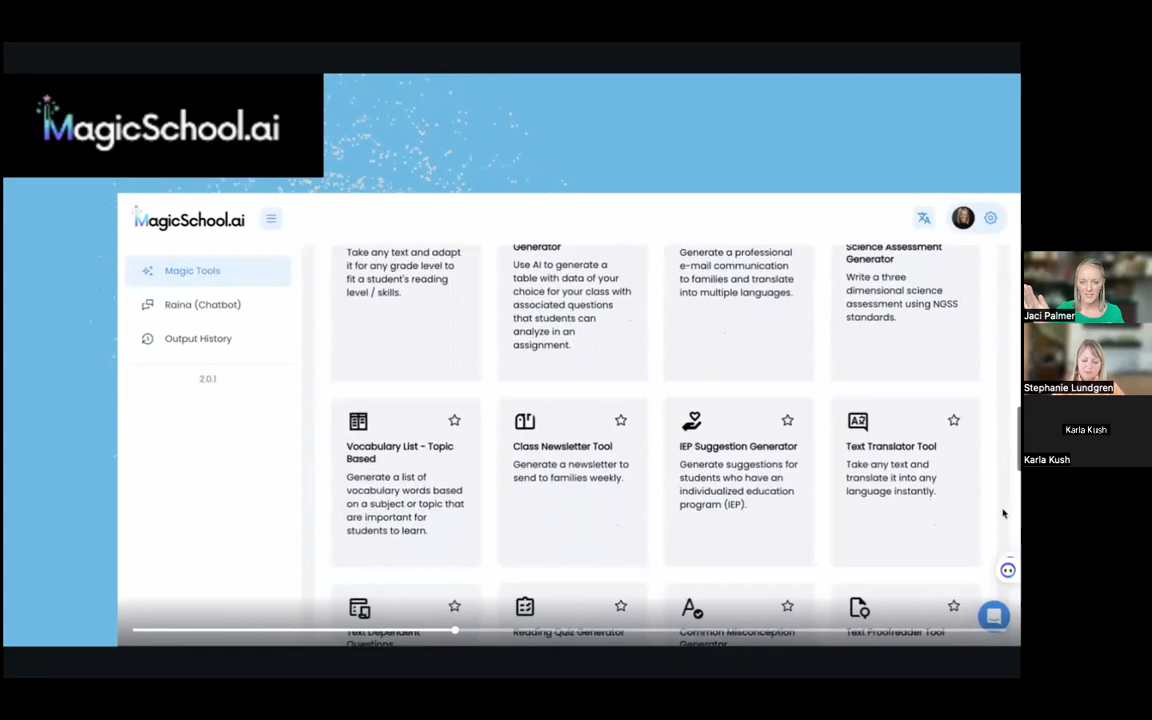 MagicSchool.ai
MagicSchool.ai
Magic Tools
Raina (Chatbot)
Output History
2.0.1
Take any text and adapt
it for any grade level to
fit a student's reading
level / skills.
Generator
Use AI to generate a
table with data of your
choice for your class with
associated questions
that students can
analyze in an
assignment.
Generate a professional
e-mail communication
to families and translate
into multiple languages.
Science Assessment
Generator
Write a three
dimensional science
assessment using NGSS
standards.
Vocabulary List - Topic
Based
Generate a list of
vocabulary words based
on a subject or topic that
are important for
students to learn.
Class Newsletter Tool
Generate a newsletter to
send to families weekly.
IEP Suggestion Generator
Generate suggestions for
students who have an
individualized education
program (IEP).
Text Translator Tool
Take any text and
translate it into any
language instantly.
Text Dependent
Questions
Reading Quiz Generator
Common Misconception
Generator
Text Proofreader Tool
Jaci Palmer
Stephanie Lundgren
Karla Kush
Karla Kush